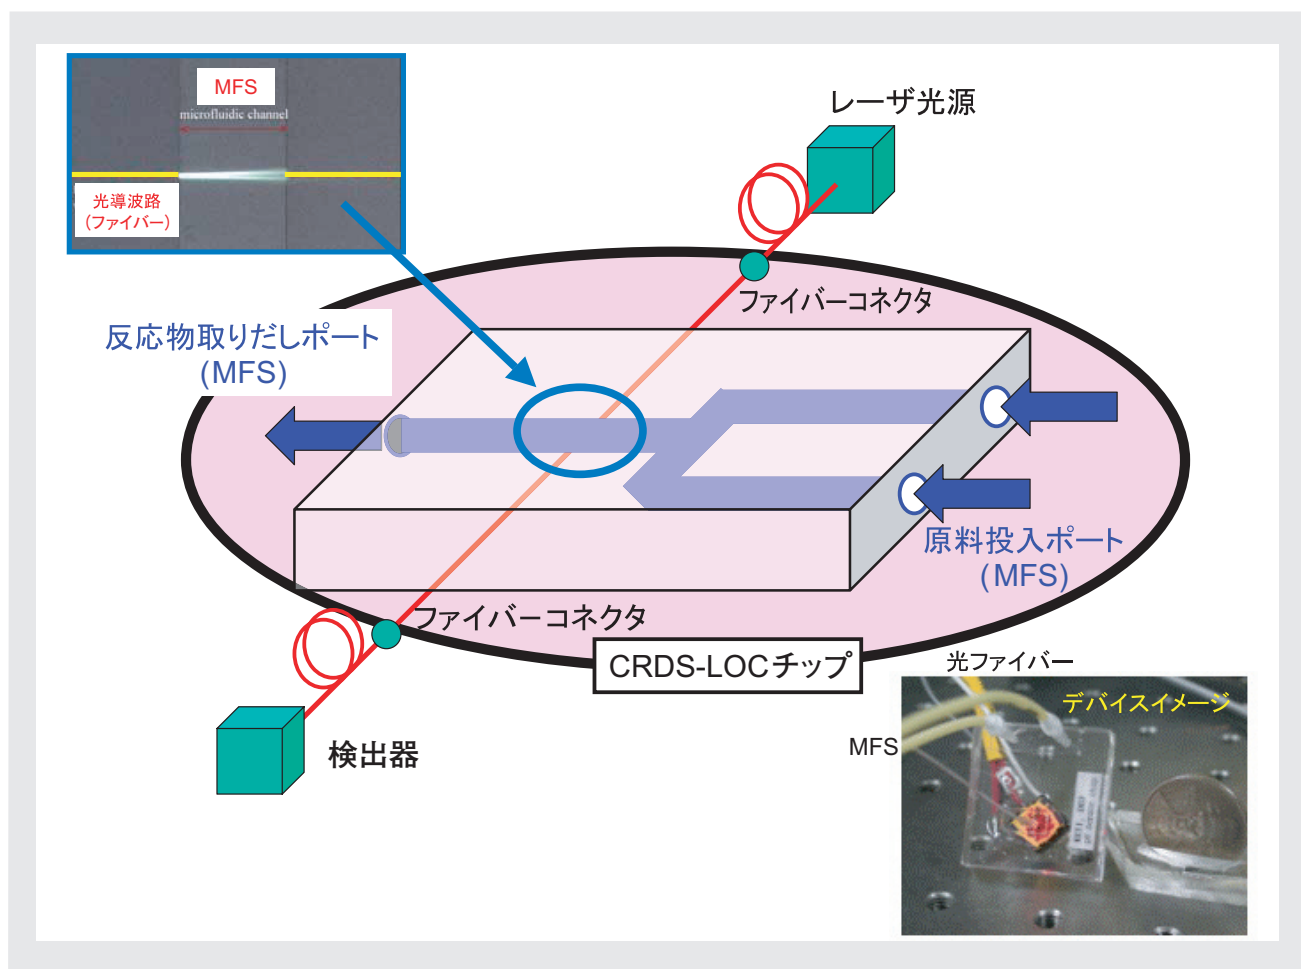 MFS
microfluidic channel
光導波路
(ファイバー)
レーザ光源
ファイバーコネクタ
反応物取りだしポート
(MFS)
原料投入ポート
(MFS)
ファイバーコネクタ
CRDS-LOCチップ
検出器
光ファイバー
デバイスイメージ
MFS